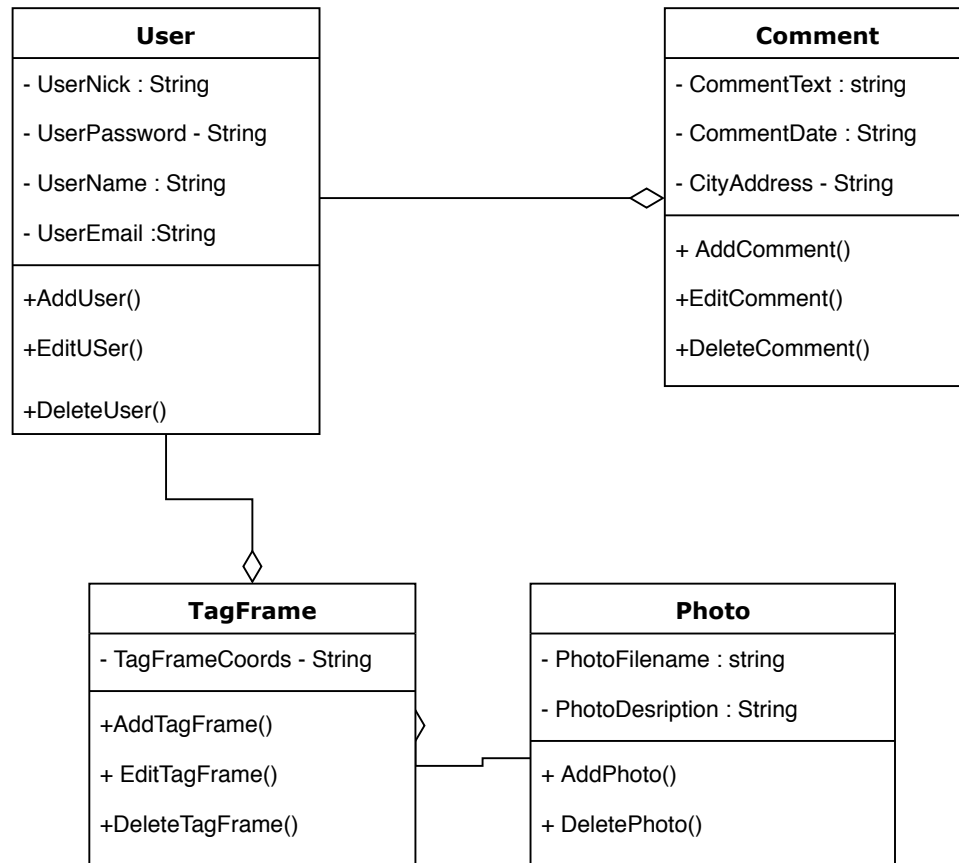 User
- UserNick : String
- UserPassword - String
- UserName : String
- UserEmail :String
+AddUser()
+EditUSer()
+DeleteUser()
Comment
- CommentText : string
- CommentDate : String
- CityAddress - String
+ AddComment()
+EditComment()
+DeleteComment()
TagFrame
- TagFrameCoords - String
+AddTagFrame()
+ EditTagFrame()
+DeleteTagFrame()
Photo
- PhotoFilename : string
- PhotoDesription : String
+ AddPhoto()
+ DeletePhoto()